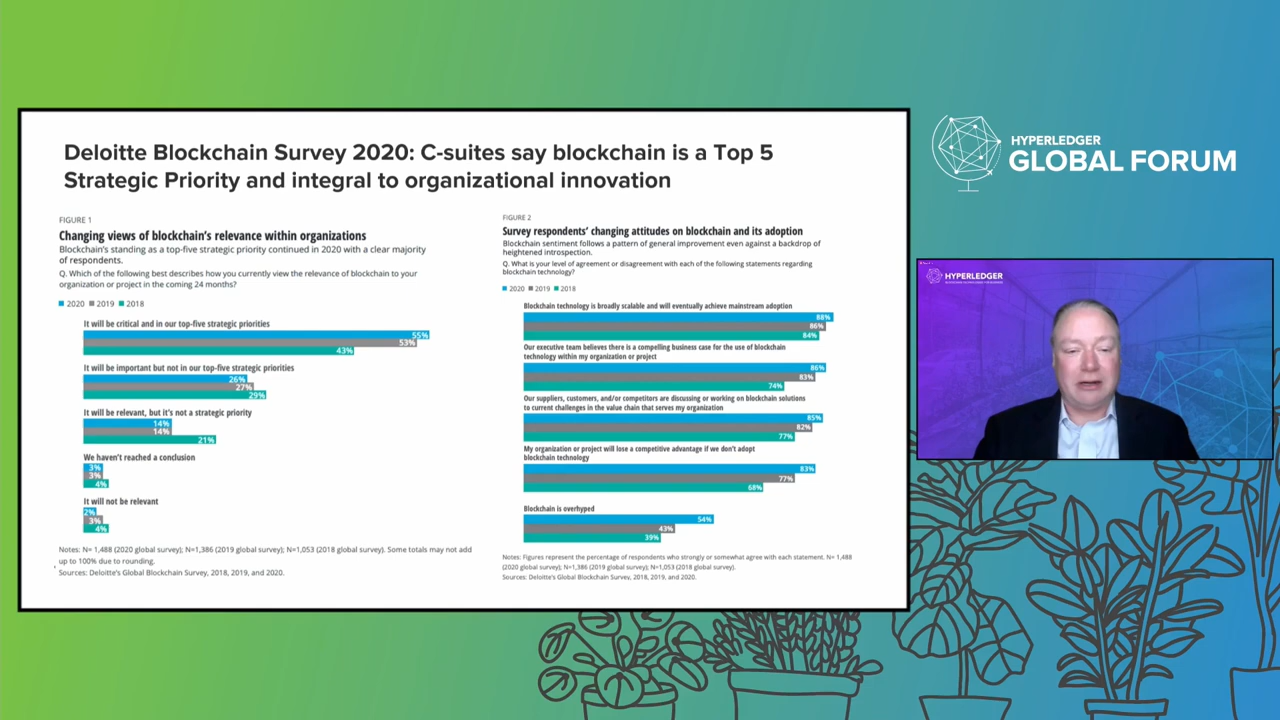 Deloitte Blockchain Survey 2020: C-suites say blockchain is a Top 5
Strategic Priority and integral to organizational innovation
FIGURE 1
Changing views of blockchain's relevance within organizations
Blockchain's standing as a top-five strategic priority continued in 2020 with a clear majority
of respondents.
Q. Which of the following best describes how you currently view the relevance of blockchain to your
organization or project in the coming 24 months?
2020 2019 2018
It will be critical and in our top-five strategic priorities
55%
53%
43%
It will be important but not in our top-five strategic priorities
26%
27%
29%
It will be relevant, but it's not a strategic priority
14%
14%
21%
We haven't reached a conclusion
3%
3%
4%
It will not be relevant
2%
3%
4%
Notes: N= 1,488 (2020 global survey); N=1,386 (2019 global survey); N=1,053 (2018 global survey). Some totals may not add
up to 100% due to rounding.
Sources: Deloitte's Global Blockchain Survey, 2018, 2019, and 2020.
FIGURE 2
Survey respondents' changing attitudes on blockchain and its adoption
Blockchain sentiment follows a pattern of general improvement even against a backdrop of
heightened introspection.
Q. What is your level of agreement or disagreement with each of the following statements regarding
blockchain technology?
2020 2019 2018
Blockchain technology is broadly scalable and will eventually achieve mainstream adoption
88%
86%
84%
Our executive team believes there is a compelling business case for the use of blockchain
technology within my organization or project
86%
83%
74%
Our suppliers, customers, and/or competitors are discussing or working on blockchain solutions
to current challenges in the value chain that serves my organization
85%
82%
77%
My organization or project will lose a competitive advantage if we don't adopt
blockchain technology
83%
77%
68%
Blockchain is overhyped
54%
43%
39%
Notes: Figures represent the percentage of respondents who strongly or somewhat agree with each statement. N= 1,488
(2020 global survey); N=1,386 (2019 global survey); N=1,053 (2018 global survey).
Sources: Deloitte's Global Blockchain Survey, 2018, 2019, and 2020.
HYPERLEDGER
GLOBAL FORUM
HYPERLEDGER